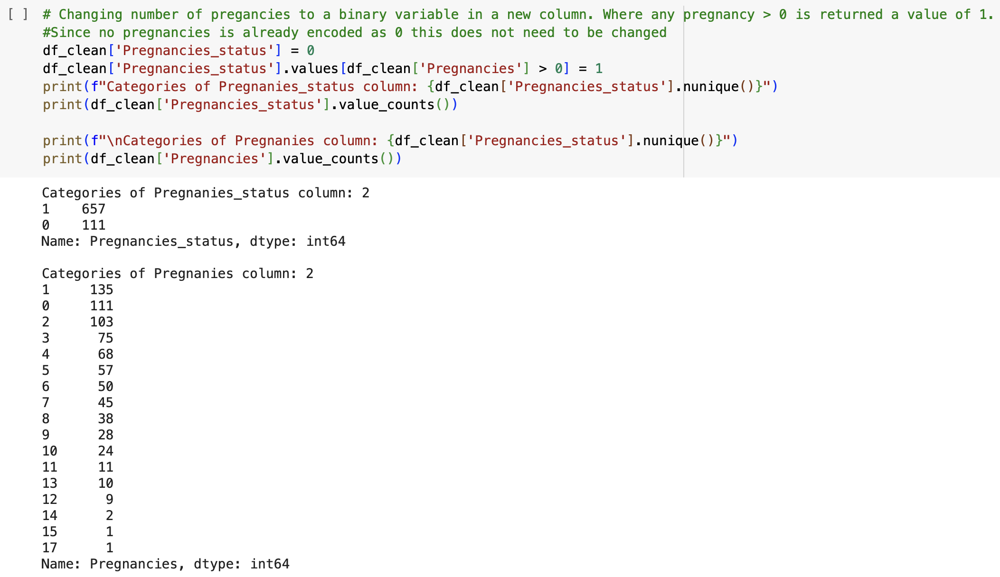 [ ] # Changing number of pregancies to a binary variable in a new column. Where any pregnancy > 0 is returned a value of 1.
#Since no pregnancies is already encoded as 0 this does not need to be changed
df_clean['Pregnancies_status'] = 0
df_clean['Pregnancies_status'].values[df_clean['Pregnancies'] > 0] = 1
print(f"Categories of Pregnanies_status column: {df_clean['Pregnancies_status'].nunique()}")
print(df_clean['Pregnancies_status'].value_counts())
print(f"\nCategories of Pregnanies column: {df_clean['Pregnancies_status'].nunique()}")
print(df_clean['Pregnancies'].value_counts())
Categories of Pregnanies_status column: 2
1    657
0    111
Name: Pregnancies_status, dtype: int64
Categories of Pregnanies column: 2
1     135
0     111
2     103
3      75
4      68
5      57
6      50
7      45
8      38
9      28
10     24
11     11
13     10
12      9
14      2
15      1
17      1
Name: Pregnancies, dtype: int64